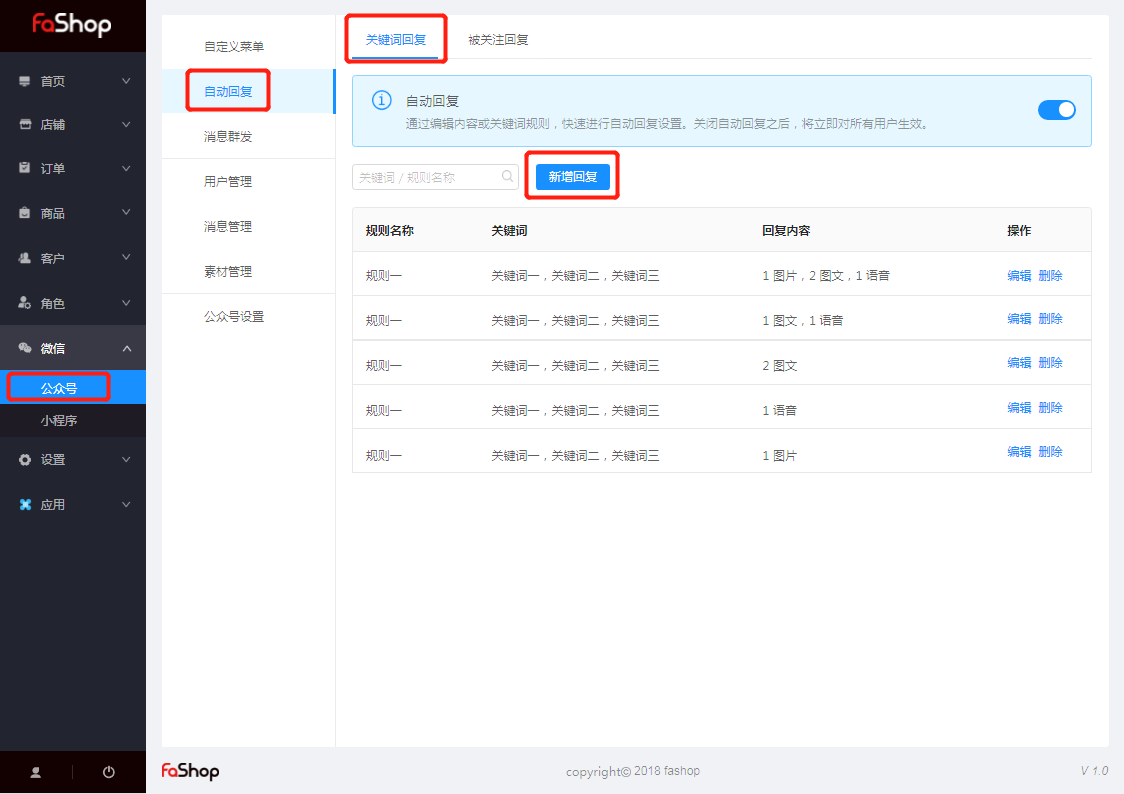 faShop
首页
店铺
订单
商品
客户
角色
微信
公众号
小程序
设置
应用
自定义菜单
自动回复
消息群发
用户管理
消息管理
素材管理
公众号设置
关键词回复 被关注回复
自动回复
通过编辑内容或关键词规则，快速进行自动回复设置。关闭自动回复之后，将立即对所有用户生效。
关键词 / 规则名称 新增回复
规则名称 关键词 回复内容 操作
规则一 关键词一，关键词二，关键词三 1 图片，2 图文，1 语音 编辑 删除
规则一 关键词一，关键词二，关键词三 1 图文，1 语音 编辑 删除
规则一 关键词一，关键词二，关键词三 2 图文 编辑 删除
规则一 关键词一，关键词二，关键词三 1 语音 编辑 删除
规则一 关键词一，关键词二，关键词三 1 图片 编辑 删除
faShop copyright© 2018 fashop V 1.0